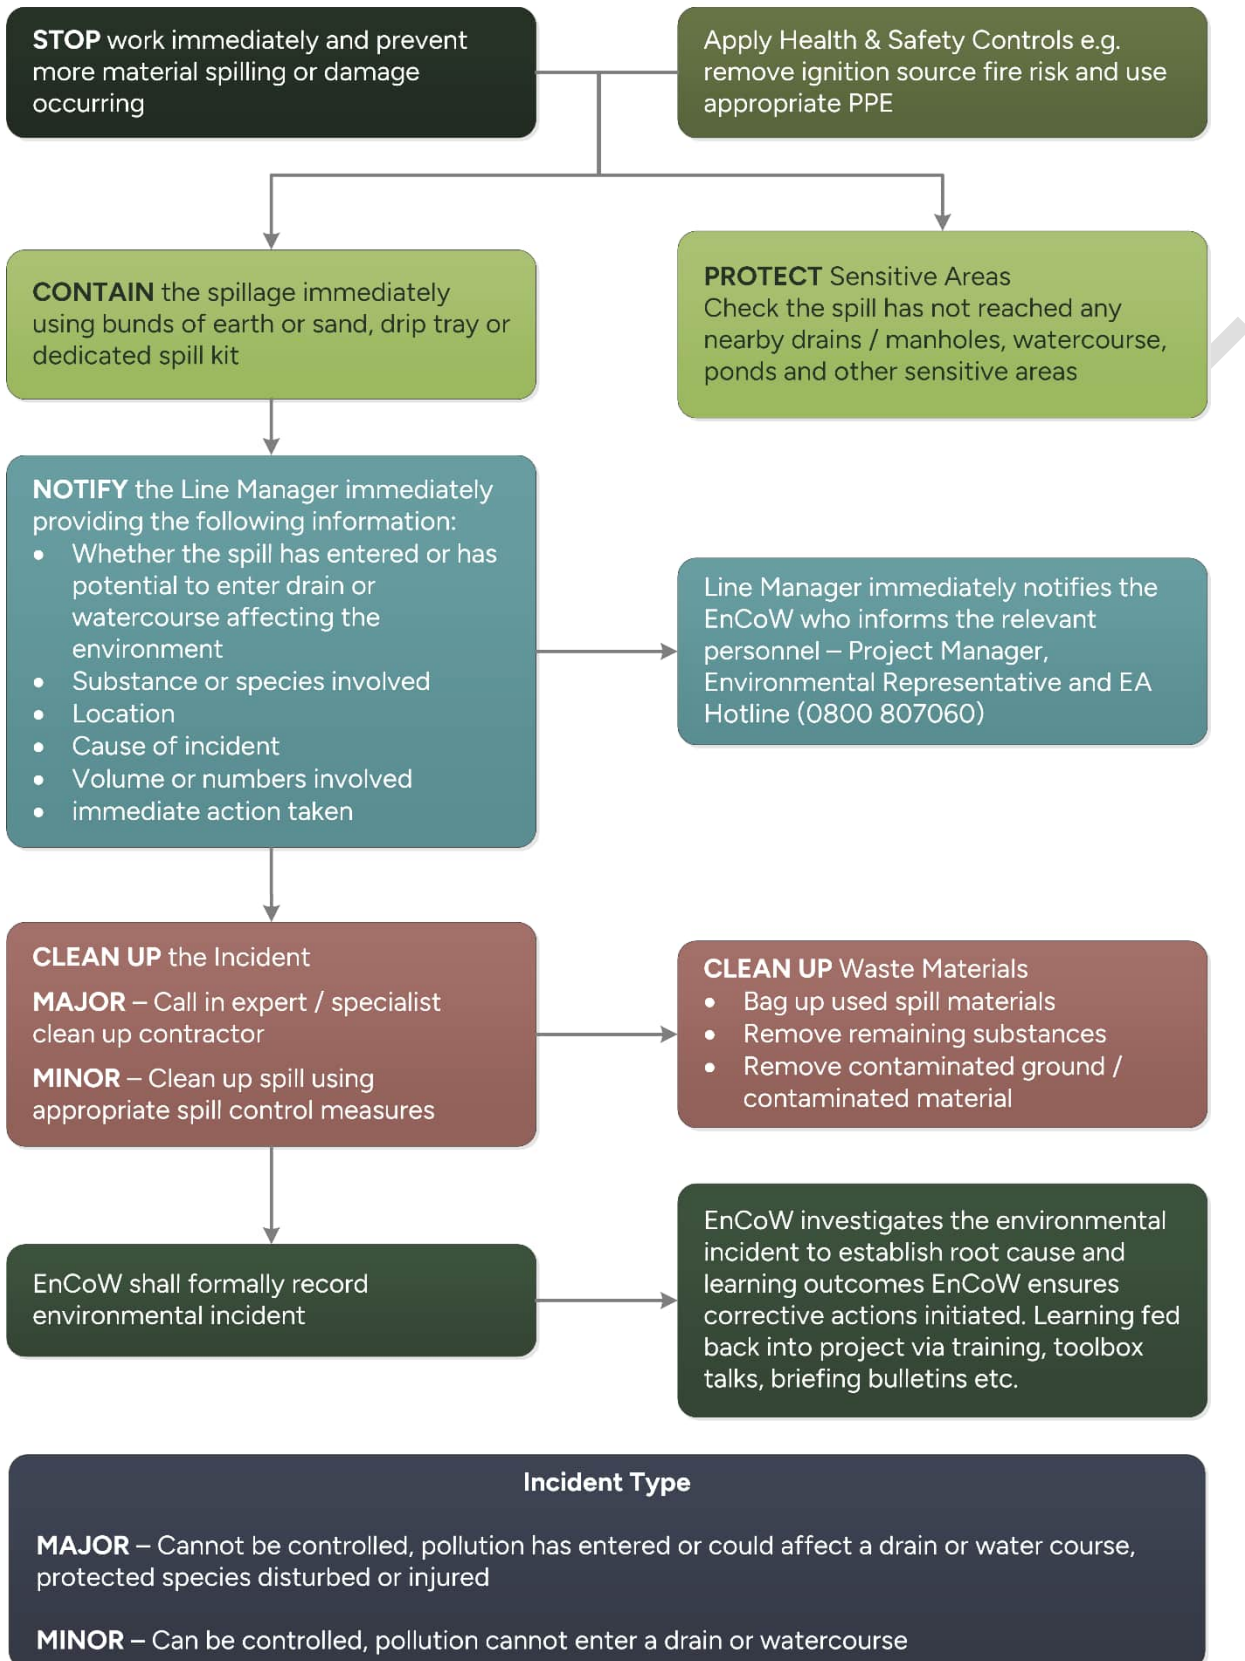 STOP work immediately and prevent
more material spilling or damage
occurring
Apply Health & Safety Controls e.g.
remove ignition source fire risk and use
appropriate PPE
CONTAIN the spillage immediately
using bunds of earth or sand, drip tray or
dedicated spill kit
PROTECT Sensitive Areas
Check the spill has not reached any
nearby drains / manholes, watercourse,
ponds and other sensitive areas
NOTIFY the Line Manager immediately
providing the following information:
• Whether the spill has entered or has
potential to enter drain or
watercourse affecting the
environment
• Substance or species involved
• Location
• Cause of incident
• Volume or numbers involved
• immediate action taken
Line Manager immediately notifies the
EnCoW who informs the relevant
personnel – Project Manager,
Environmental Representative and EA
Hotline (0800 807060)
CLEAN UP the Incident
MAJOR – Call in expert / specialist
clean up contractor
MINOR – Clean up spill using
appropriate spill control measures
CLEAN UP Waste Materials
• Bag up used spill materials
• Remove remaining substances
• Remove contaminated ground /
contaminated material
EnCoW shall formally record
environmental incident
EnCoW investigates the environmental
incident to establish root cause and
learning outcomes EnCoW ensures
corrective actions initiated. Learning fed
back into project via training, toolbox
talks, briefing bulletins etc.
Incident Type
MAJOR – Cannot be controlled, pollution has entered or could affect a drain or water course,
protected species disturbed or injured
MINOR – Can be controlled, pollution cannot enter a drain or watercourse